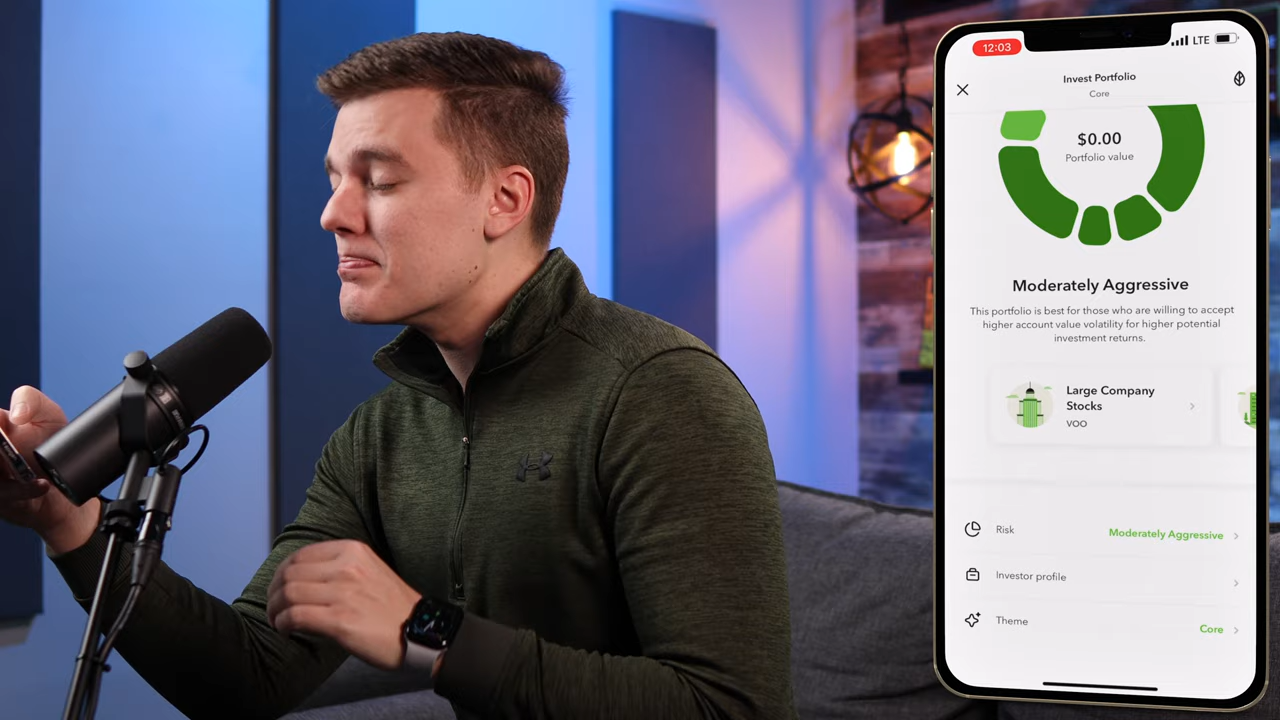 12:03
LTE
Invest Portfolio
Core
$0.00
Portfolio value
Moderately Aggressive
This portfolio is best for those who are willing to accept
higher account value volatility for higher potential
investment returns.
Large Company
Stocks
VOO
Risk
Moderately Aggressive
Investor profile
Theme
Core